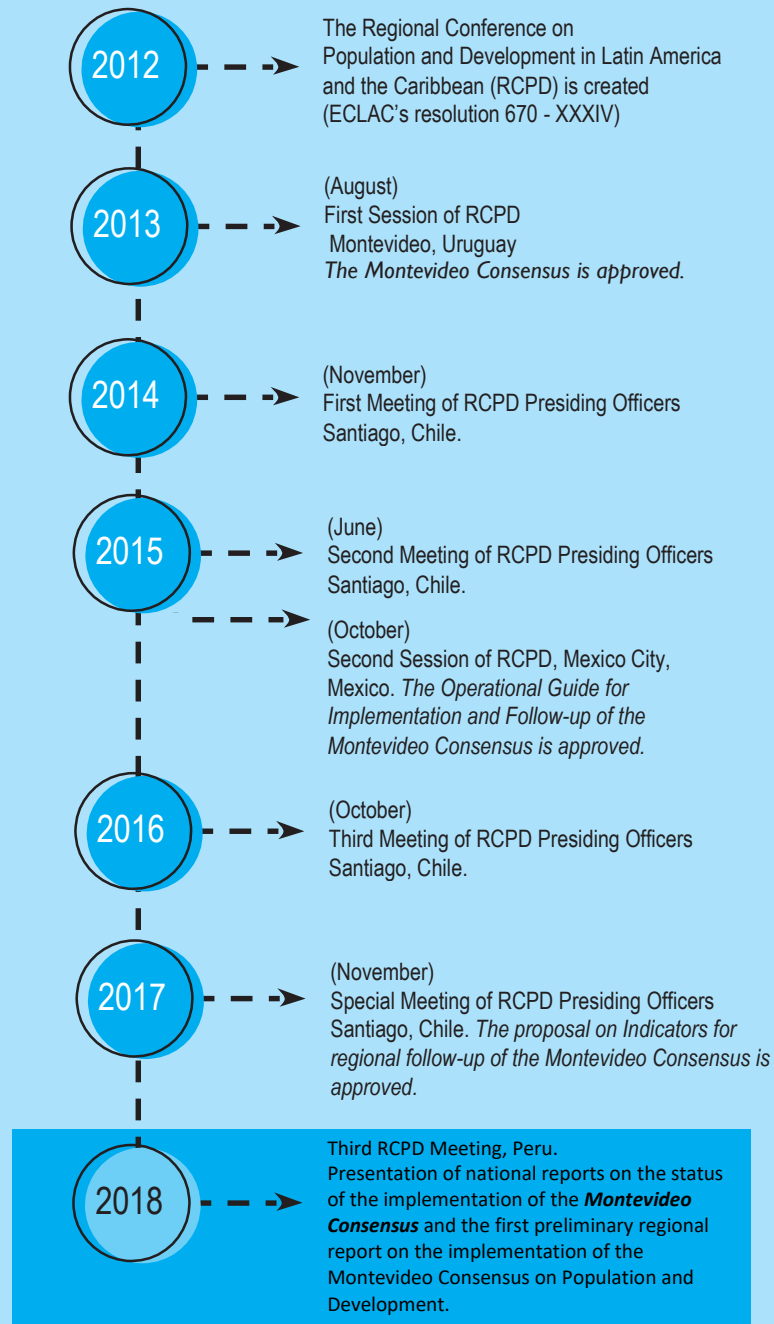 2012
The Regional Conference on
Population and Development in Latin America
and the Caribbean (RCPD) is created
(ECLAC's resolution 670 - XXXIV)
2013
(August)
First Session of RCPD
Montevideo, Uruguay
The Montevideo Consensus is approved.
2014
(November)
First Meeting of RCPD Presiding Officers
Santiago, Chile.
2015
(June)
Second Meeting of RCPD Presiding Officers
Santiago, Chile.
(October)
Second Session of RCPD, Mexico City,
Mexico. The Operational Guide for
Implementation and Follow-up of the
Montevideo Consensus is approved.
2016
(October)
Third Meeting of RCPD Presiding Officers
Santiago, Chile.
2017
(November)
Special Meeting of RCPD Presiding Officers
Santiago, Chile. The proposal on Indicators for
regional follow-up of the Montevideo Consensus is
approved.
2018
Third RCPD Meeting, Peru.
Presentation of national reports on the status
of the implementation of the Montevideo
Consensus and the first preliminary regional
report on the implementation of the
Montevideo Consensus on Population and
Development.